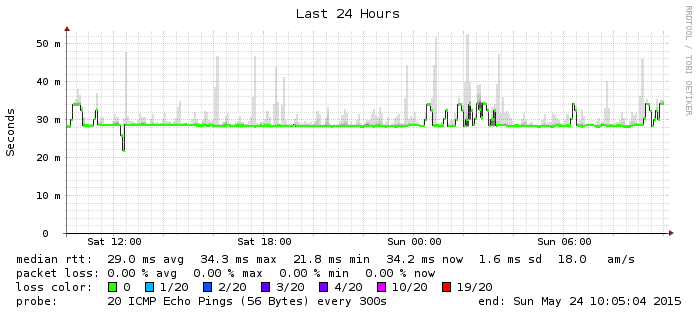 Last 24 Hours
RRDTOOL / TOBI OETIKER
Seconds
50 m
40 m
30 m
20 m
10 m
0
Sat 12:00 Sat 18:00 Sun 00:00 Sun 06:00
median rtt: 29.0 ms avg 34.3 ms max 21.8 ms min 34.2 ms now 1.6 ms sd 18.0 am/s
packet loss: 0.00 % avg 0.00 % max 0.00 % min 0.00 % now
loss color: 0 1/20 2/20 3/20 4/20 10/20 19/20
probe: 20 ICMP Echo Pings (56 Bytes) every 300s end: Sun May 24 10:05:04 2015